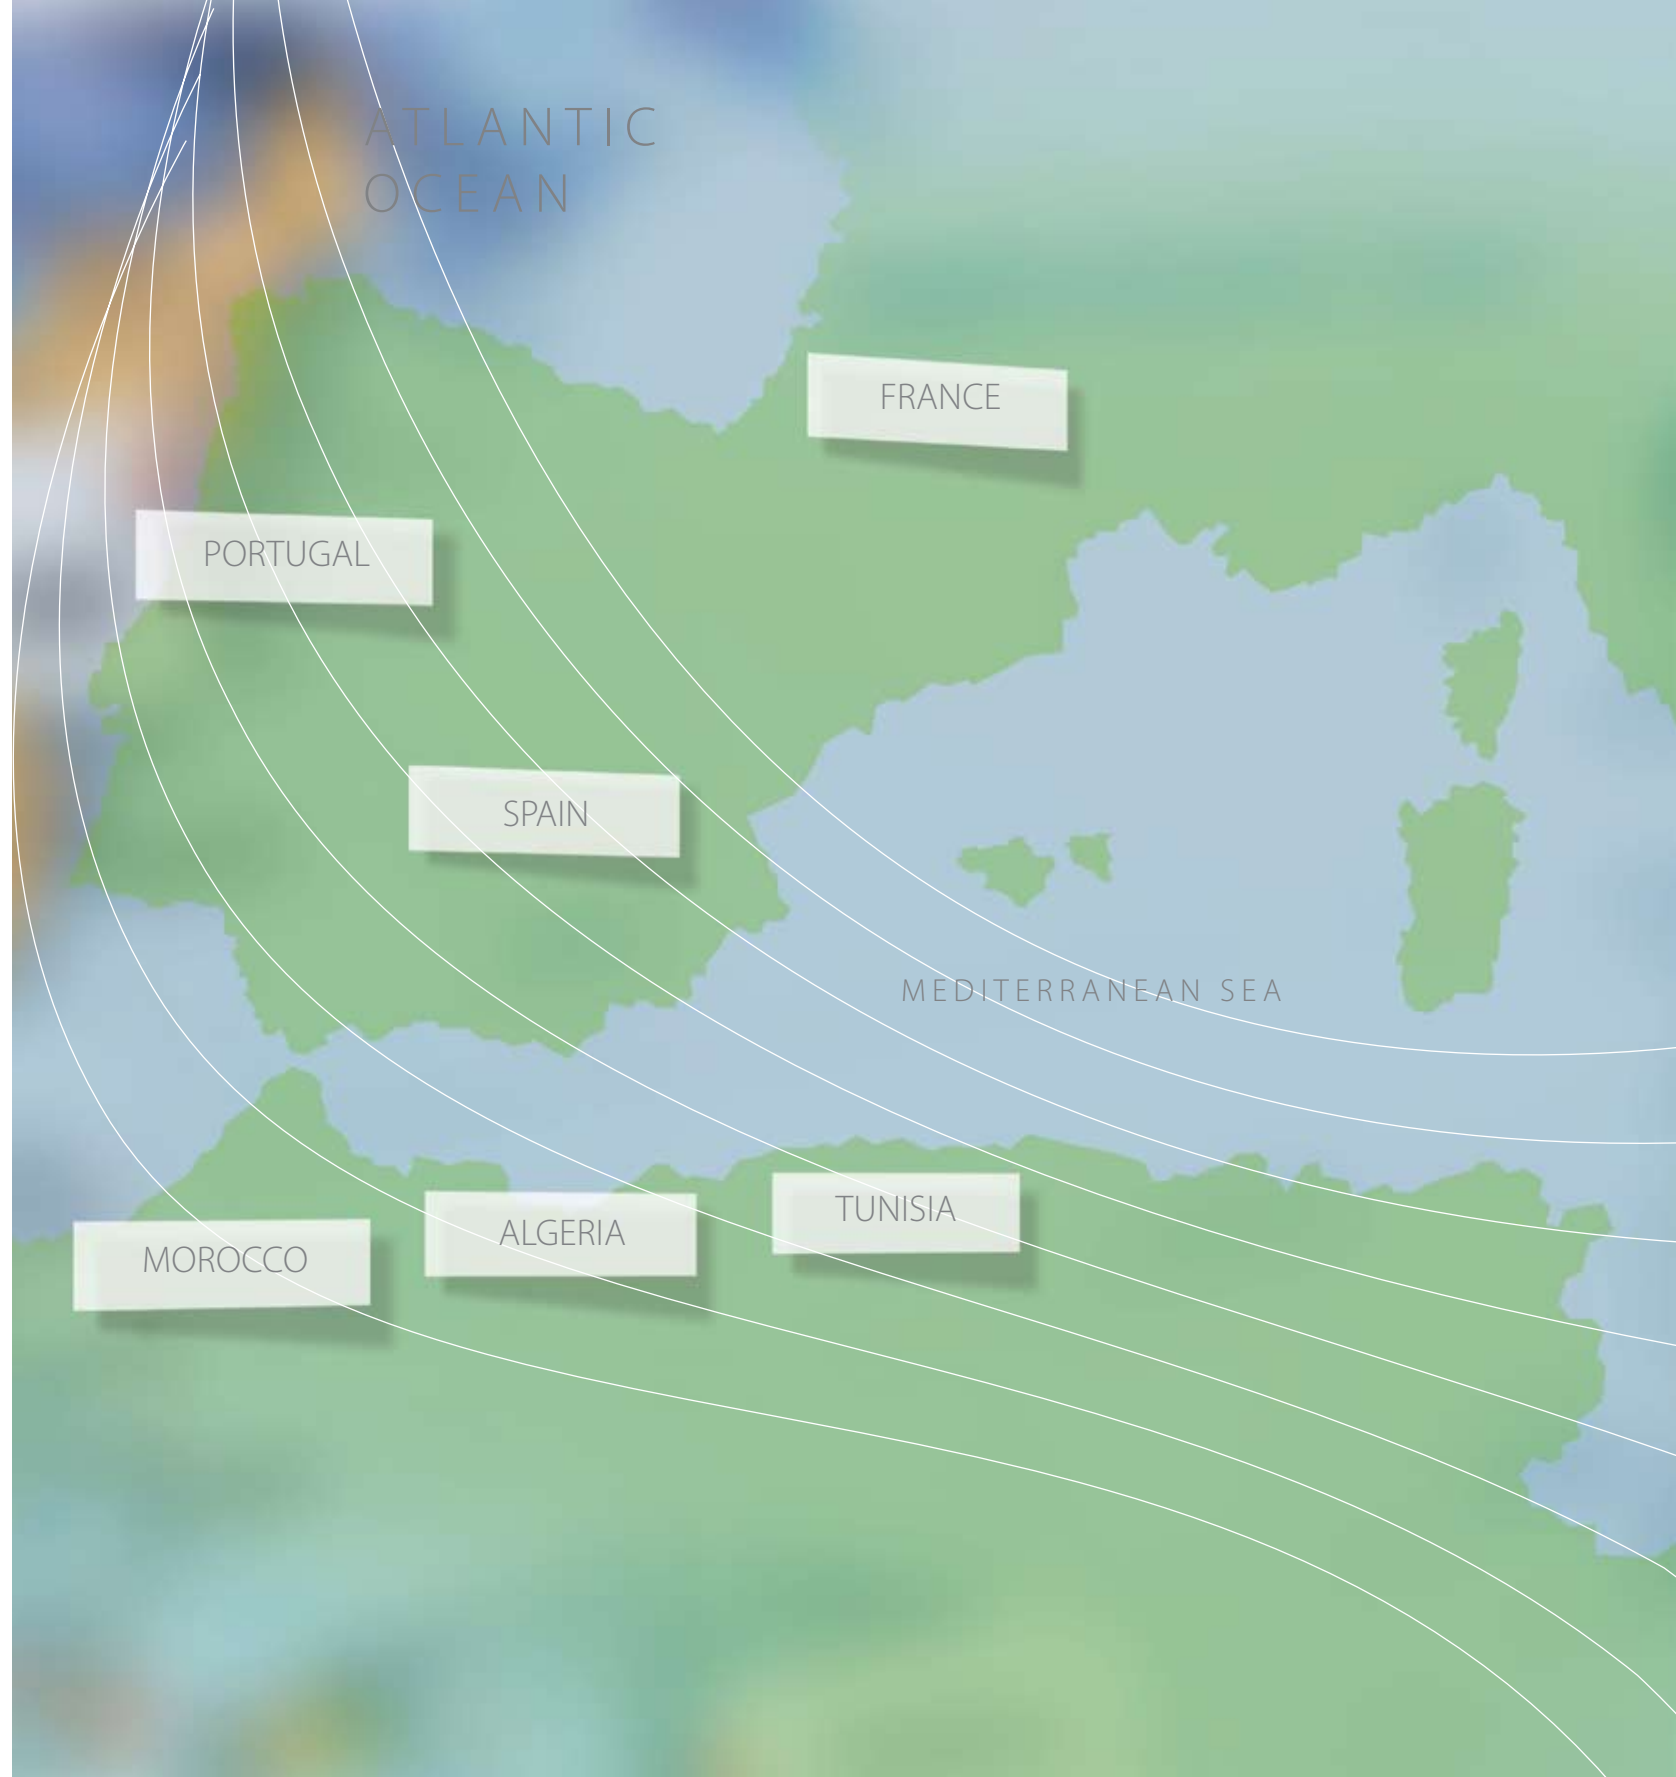 ATLANTIC
OCEAN
FRANCE
PORTUGAL
SPAIN
MEDITERRANEAN SEA
TUNISIA
ALGERIA
MOROCCO